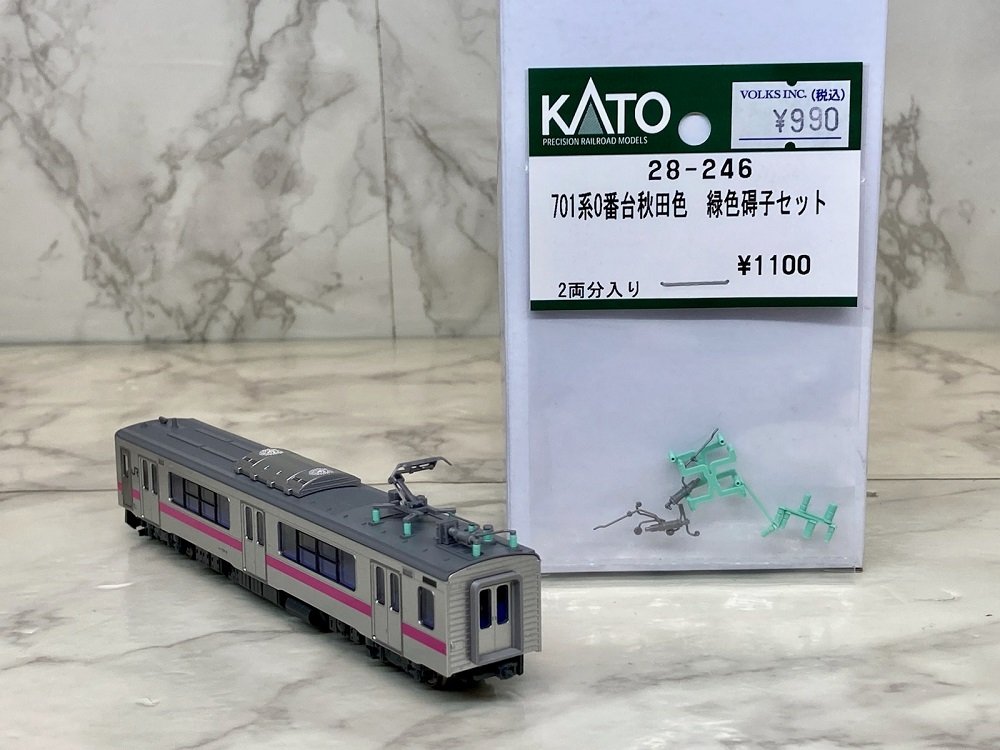 KATO
PRECISION RAILROAD MODELS
VOLKS INC. (税込)
¥990
28-246
701系0番台秋田色 緑色碍子セット
¥1100
2両分入り
JR